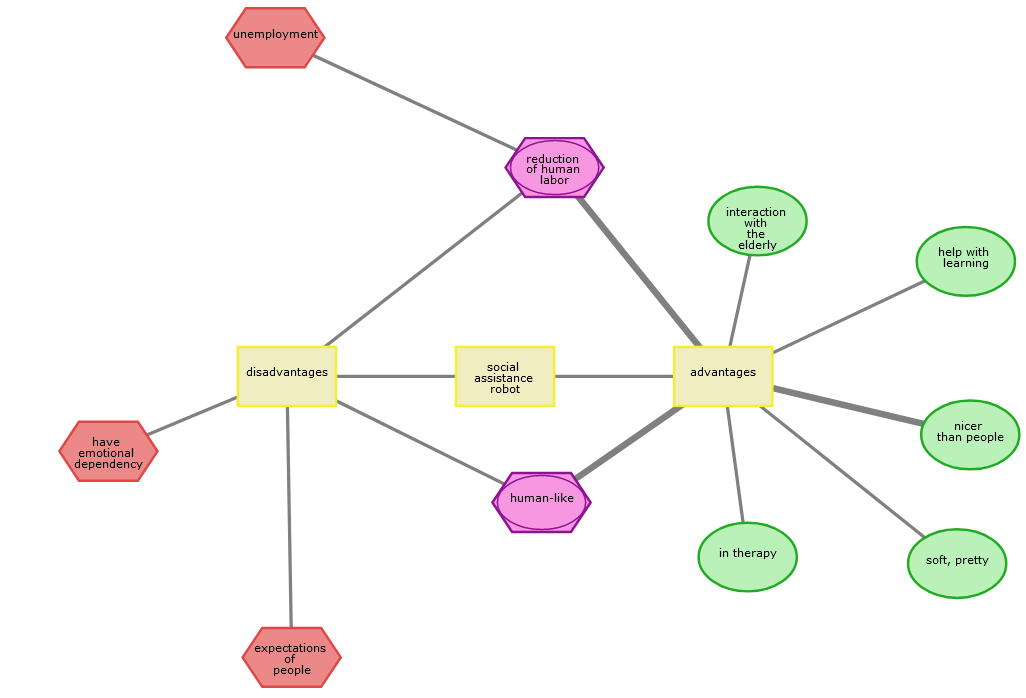 unemployment
reduction
of human
labor
interaction
with
the
elderly
help with
learning
disadvantages
social
assistance
robot
advantages
have
emotional
dependency
nicer
than people
human-like
in therapy
soft, pretty
expectations
of
people